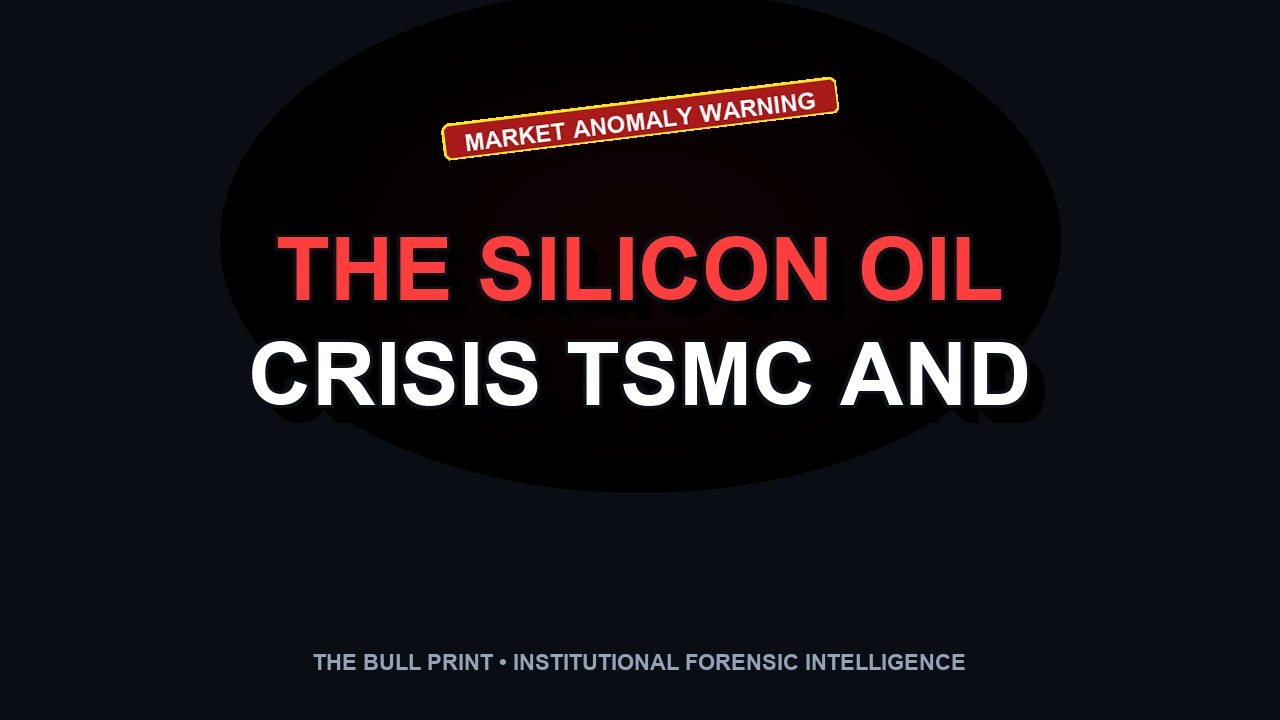 MARKET ANOMALY WARNING
THE SILICON OIL
CRISIS TSMC AND
THE BULL PRINT • INSTITUTIONAL FORENSIC INTELLIGENCE